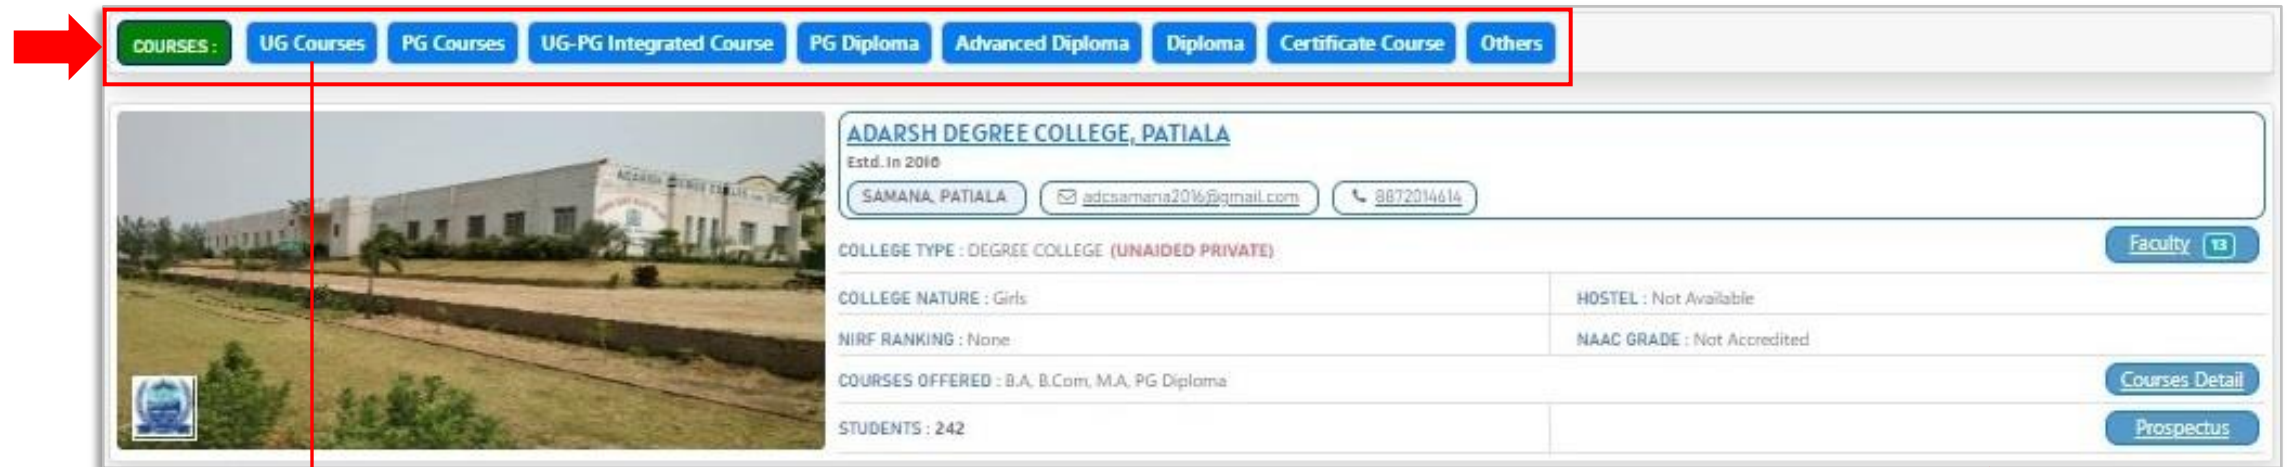 COURSES : UG Courses PG Courses UG-PG Integrated Course PG Diploma Advanced Diploma Diploma Certificate Course Others
ADARSH DEGREE COLLEGE, PATIALA
Estd. In 2016
SAMANA, PATIALA adcsamana2016@gmail.com 8872014614
COLLEGE TYPE : DEGREE COLLEGE (UNAIDED PRIVATE) Faculty 13
COLLEGE NATURE : Girls HOSTEL : Not Available
NIRF RANKING : None NAAC GRADE : Not Accredited
COURSES OFFERED : B.A, B.Com, M.A, PG Diploma Courses Detail
STUDENTS : 242 Prospectus
ADARSH DEGREE COLLEGE